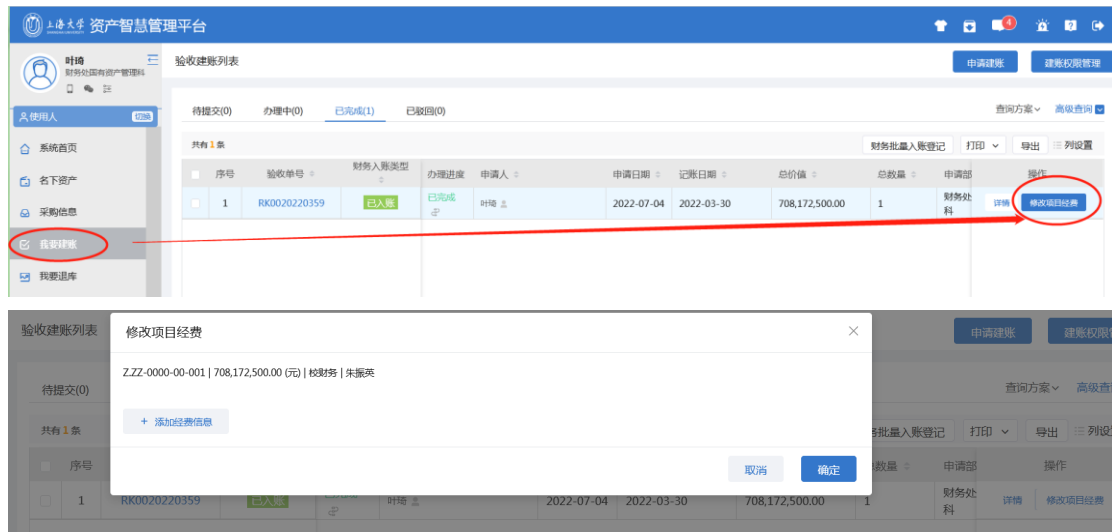 上海大学 资产智慧管理平台
4
叶琦
财务处国有资产管理科
使用人 切换
系统首页
名下资产
采购信息
我要建账
我要退库
验收建账列表
申请建账
建账权限管理
待提交(0) 办理中(0) 已完成(1) 已驳回(0)
查询方案 高级查询
共有1条
财务批量入账登记 打印 导出 列设置
序号 验收单号 财务入账类型 办理进度 申请人 申请日期 记账日期 总价值 总数量 申请部 操作
1 RK0020220359 已入账 已完成 叶琦 2022-07-04 2022-03-30 708,172,500.00 1 财务处 详情 修改项目经费
科
验收建账列表
申请建账
建账权限管
修改项目经费
Z.ZZ-0000-00-001 | 708,172,500.00 (元) | 校财务 | 朱振英
+ 添加经费信息
取消 确定
待提交(0)
查询方案 高级查
共有1条
务批量入账登记 打印 导出 列设
序号
总数量 申请部 操作
1 RK0020220359 已入账 叶琦 2022-07-04 2022-03-30 708,172,500.00 1 财务处 详情 修改项目经费
科